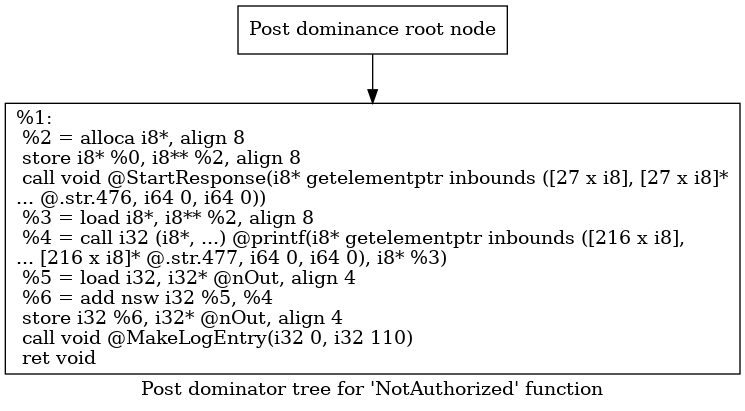 Post dominance root node
%1:
%2 = alloca i8*, align 8
store i8* %0, i8** %2, align 8
call void @StartResponse(i8* getelementptr inbounds ([27 x i8], [27 x i8]*
... @.str.476, i64 0, i64 0))
%3 = load i8*, i8** %2, align 8
%4 = call i32 (i8*, ...) @printf(i8* getelementptr inbounds ([216 x i8],
... [216 x i8]* @.str.477, i64 0, i64 0), i8* %3)
%5 = load i32, i32* @nOut, align 4
%6 = add nsw i32 %5, %4
store i32 %6, i32* @nOut, align 4
call void @MakeLogEntry(i32 0, i32 110)
ret void
Post dominator tree for 'NotAuthorized' function